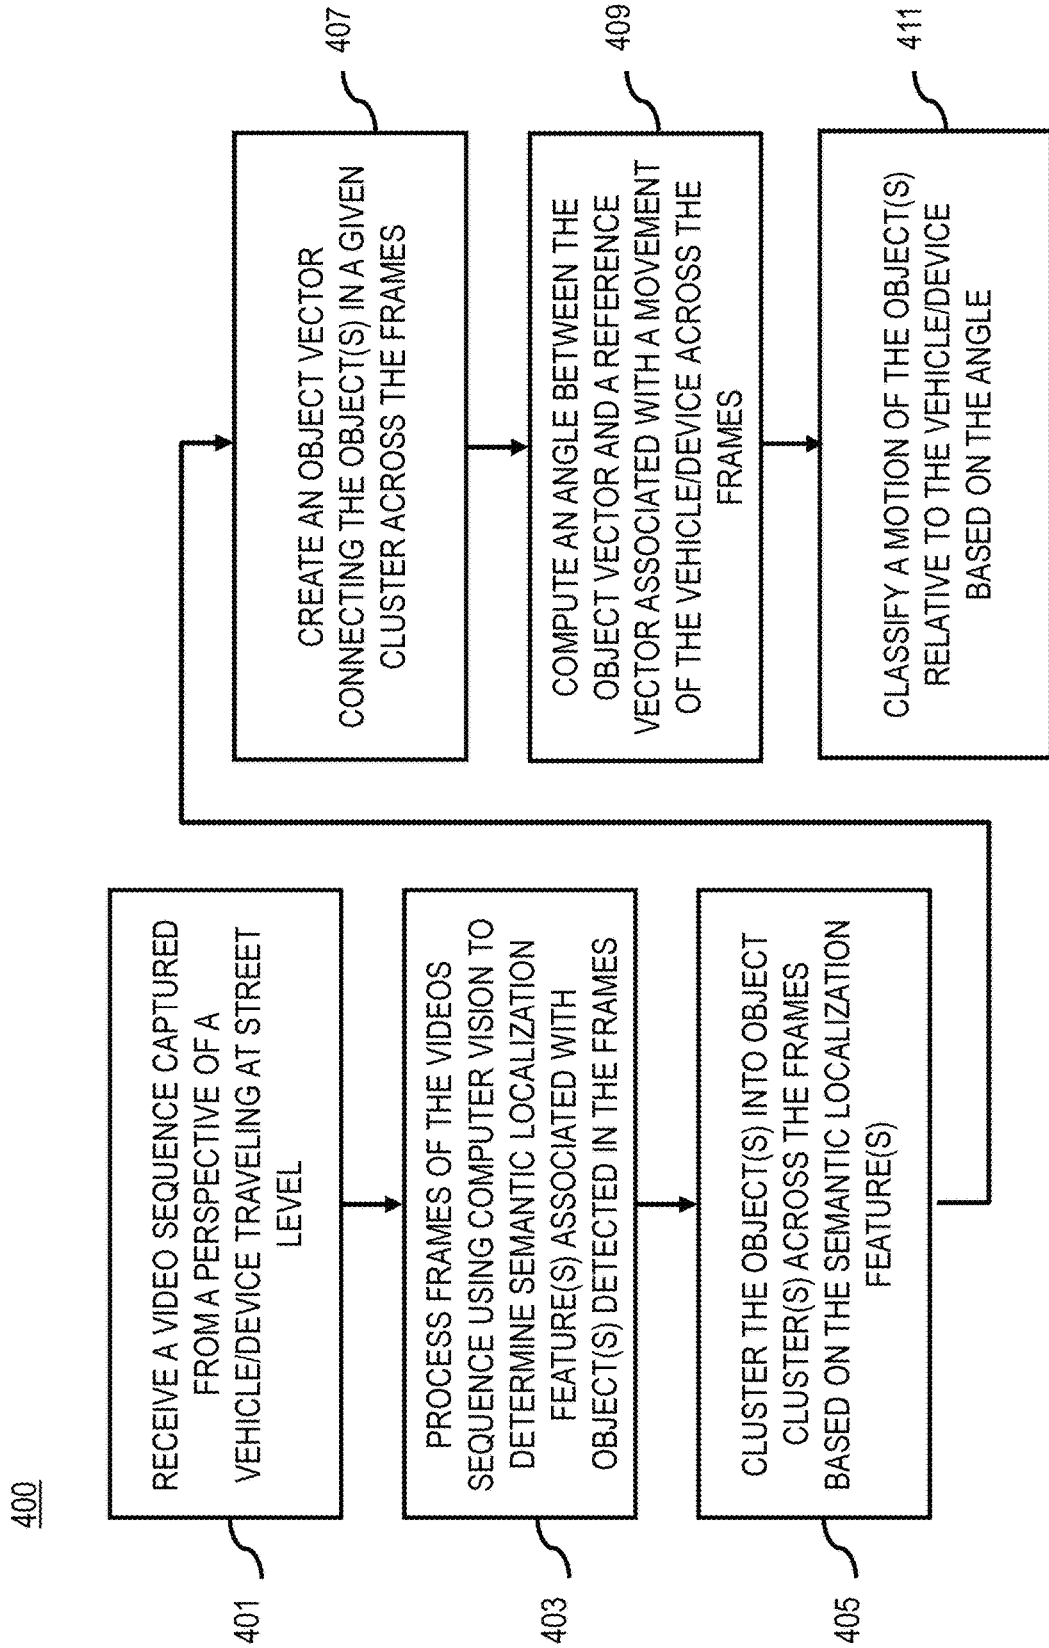 400
RECEIVE A VIDEO SEQUENCE CAPTURED
FROM A PERSPECTIVE OF A
VEHICLE/DEVICE TRAVELING AT STREET
LEVEL
401
PROCESS FRAMES OF THE VIDEOS
SEQUENCE USING COMPUTER VISION TO
DETERMINE SEMANTIC LOCALIZATION
FEATURE(S) ASSOCIATED WITH
OBJECT(S) DETECTED IN THE FRAMES
403
CLUSTER THE OBJECT(S) INTO OBJECT
CLUSTER(S) ACROSS THE FRAMES
BASED ON THE SEMANTIC LOCALIZATION
FEATURE(S)
405
CREATE AN OBJECT VECTOR
CONNECTING THE OBJECT(S) IN A GIVEN
CLUSTER ACROSS THE FRAMES
407
COMPUTE AN ANGLE BETWEEN THE
OBJECT VECTOR AND A REFERENCE
VECTOR ASSOCIATED WITH A MOVEMENT
OF THE VEHICLE/DEVICE ACROSS THE
FRAMES
409
CLASSIFY A MOTION OF THE OBJECT(S)
RELATIVE TO THE VEHICLE/DEVICE
BASED ON THE ANGLE
411